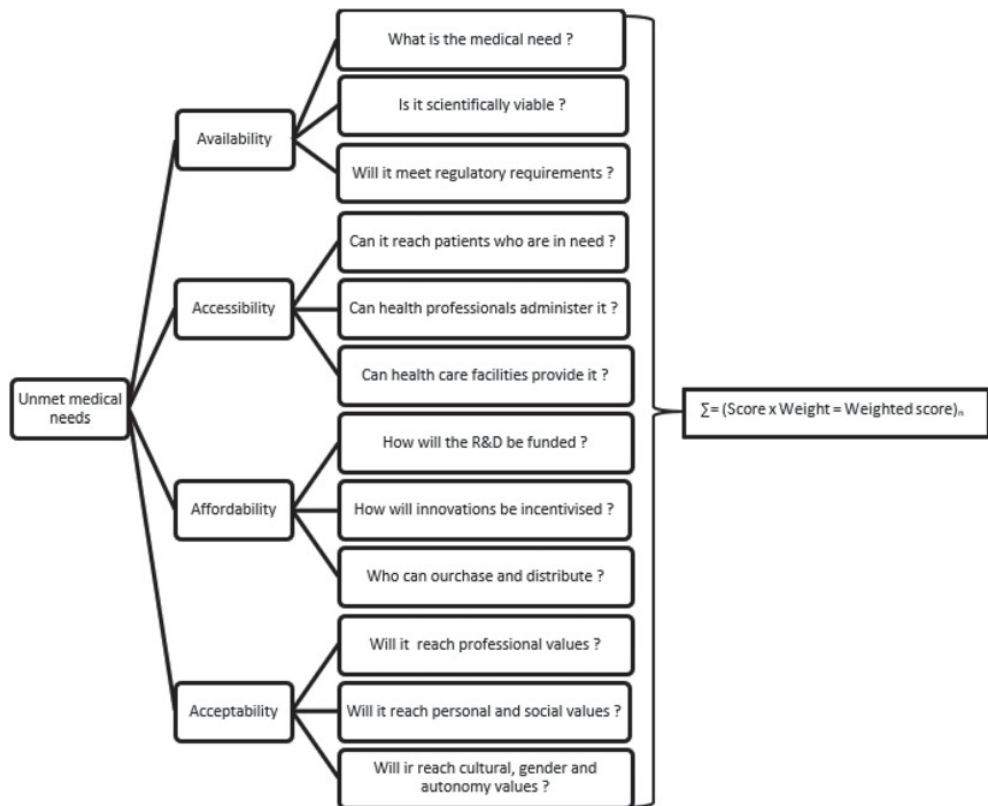 What is the medical need ?
Is it scientifically viable ?
Availability
Will it meet regulatory requirements ?
Can it reach patients who are in need ?
Accessibility
Can health professionals administer it ?
Can health care facilities provide it ?
Unmet medical
needs
∑= (Score x Weight = Weighted score)ₙ
How will the R&D be funded ?
Affordability
How will innovations be incentivised ?
Who can ourchase and distribute ?
Will it reach professional values ?
Acceptability
Will it reach personal and social values ?
Will ir reach cultural, gender and
autonomy values ?